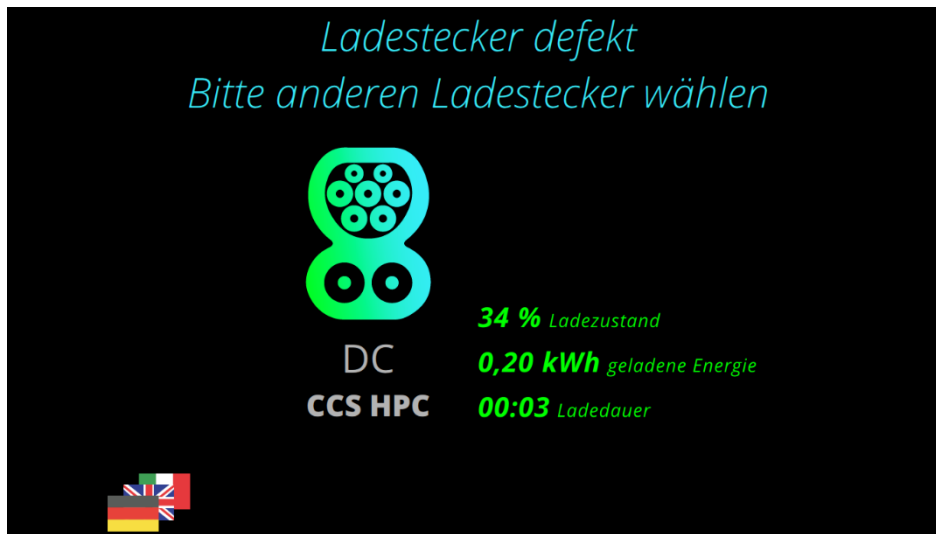 Ladestecker defekt
Bitte anderen Ladestecker wählen
34 % Ladezustand
DC
0,20 kWh geladene Energie
CCS HPC
00:03 Ladedauer